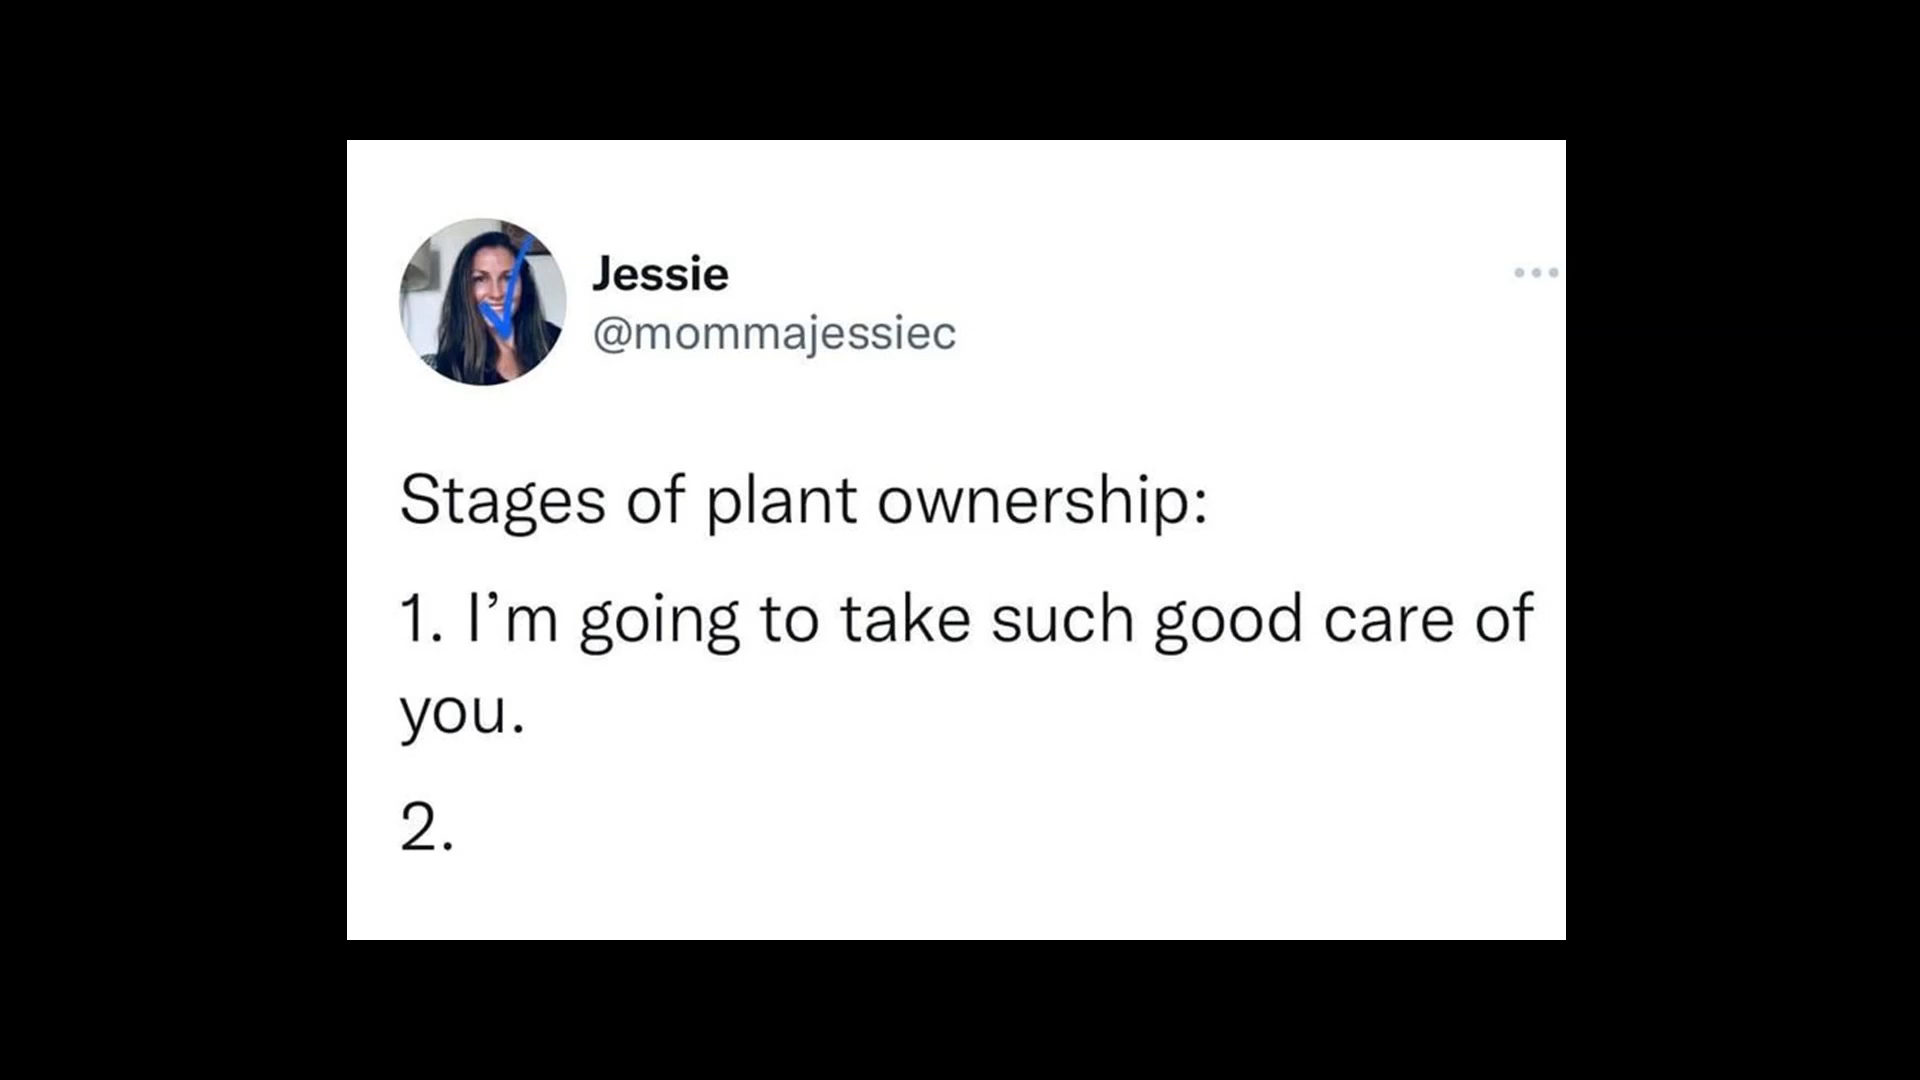 Jessie
@mommajessiec
Stages of plant ownership:
1. I’m going to take such good care of
you.
2.